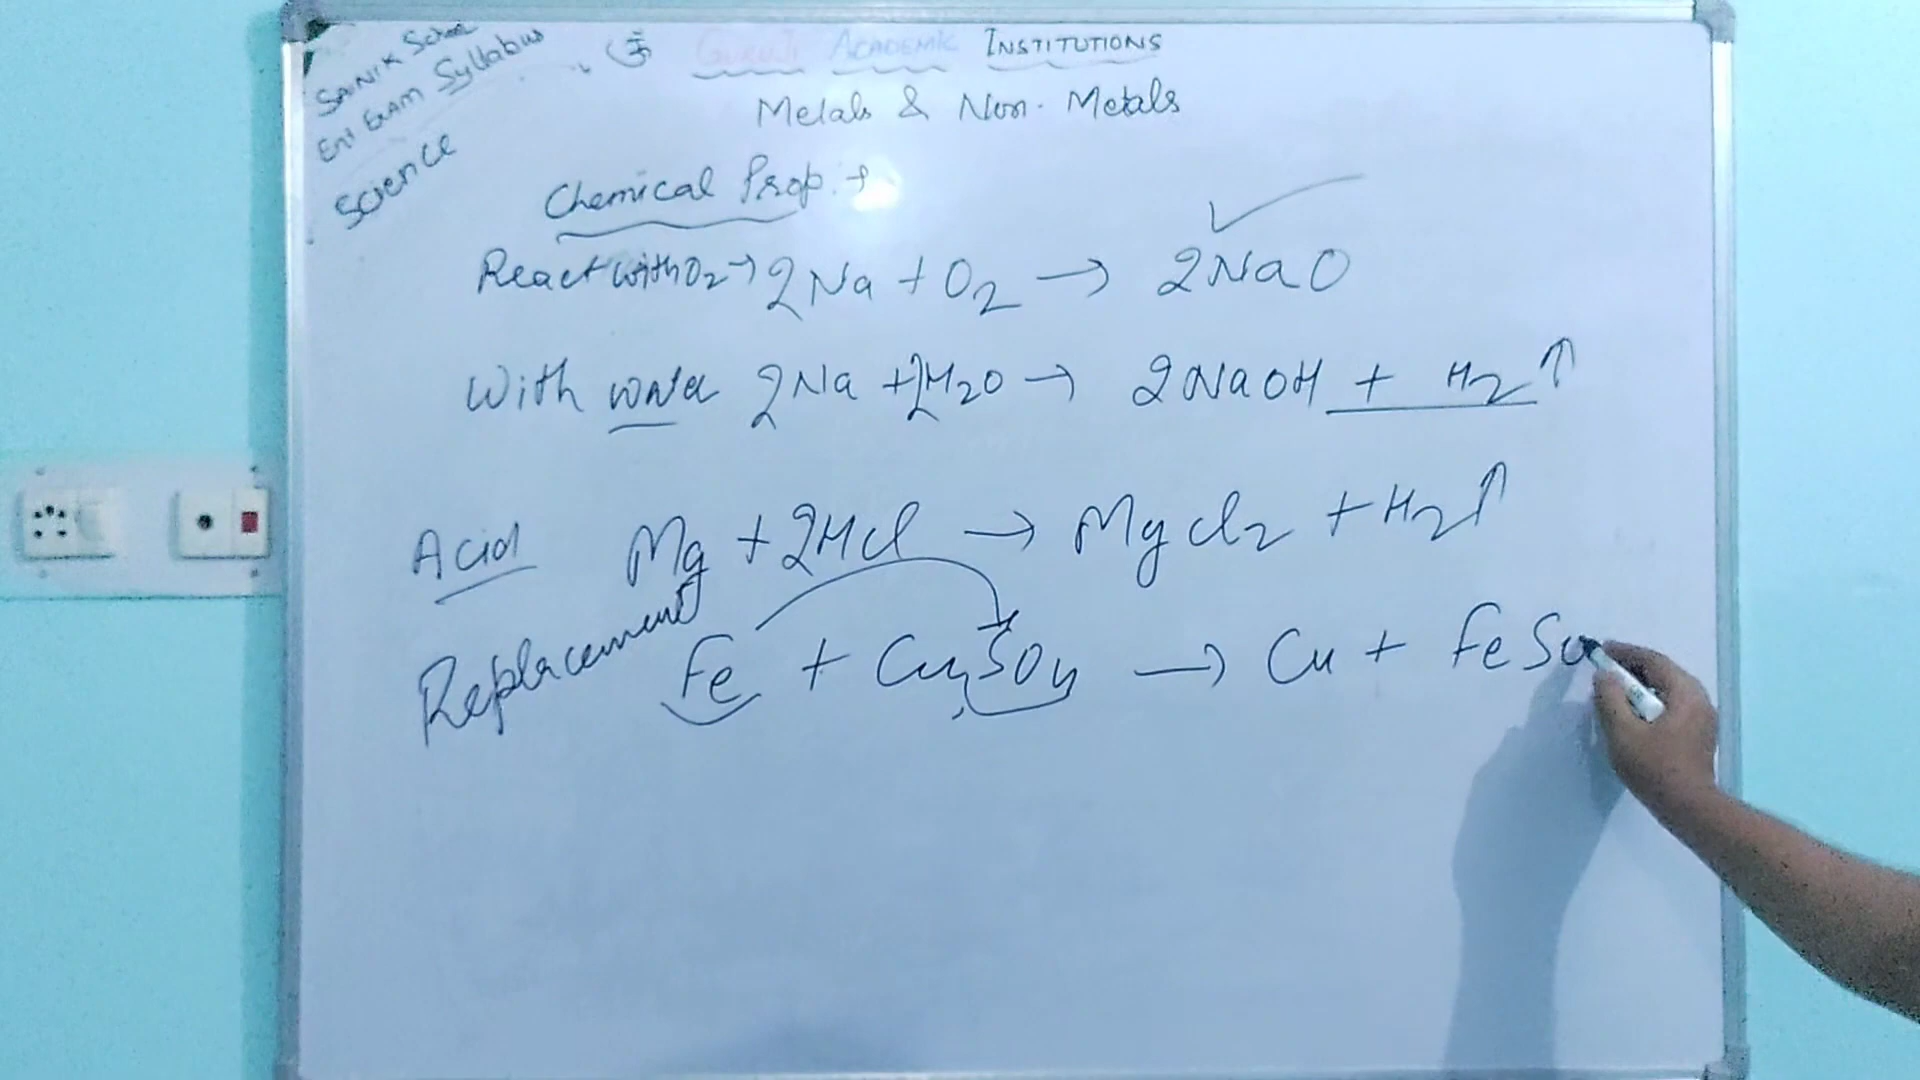 SAINIK School
Ent EXAM Syllabus
Science
ॐ GURUJI ACADEMIC INSTITUTIONS
Metals & Non-Metals
Chemical Prop. →
React with O2 → 2Na + O2 → 2NaO
With water 2Na + 2H2O → 2NaOH + H2 ↑
Acid Mg + 2HCl → MgCl2 + H2 ↑
Replacement Fe + CuSO4 → Cu + FeSO